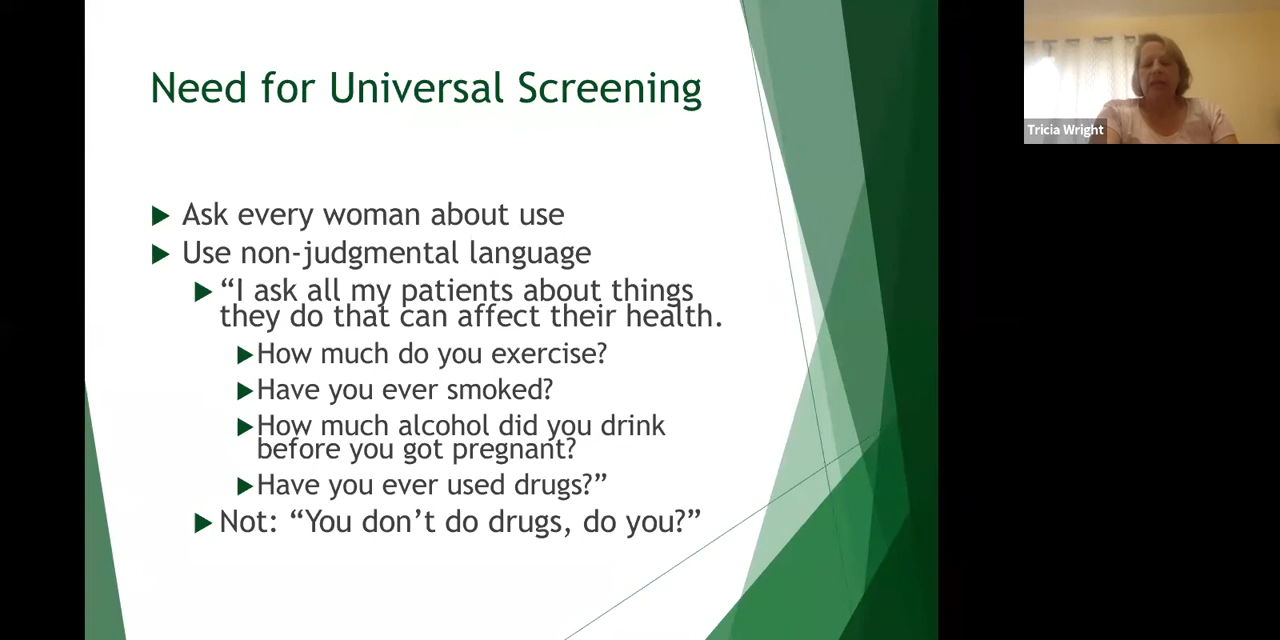 Need for Universal Screening
Ask every woman about use
Use non-judgmental language
“I ask all my patients about things
they do that can affect their health.
How much do you exercise?
Have you ever smoked?
How much alcohol did you drink
before you got pregnant?
Have you ever used drugs?”
Not: “You don’t do drugs, do you?”
Tricia Wright